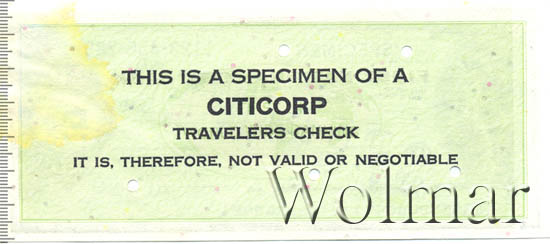 THIS IS A SPECIMEN OF A
CITICORP
TRAVELERS CHECK
IT IS, THEREFORE, NOT VALID OR NEGOTIABLE
Wolmar